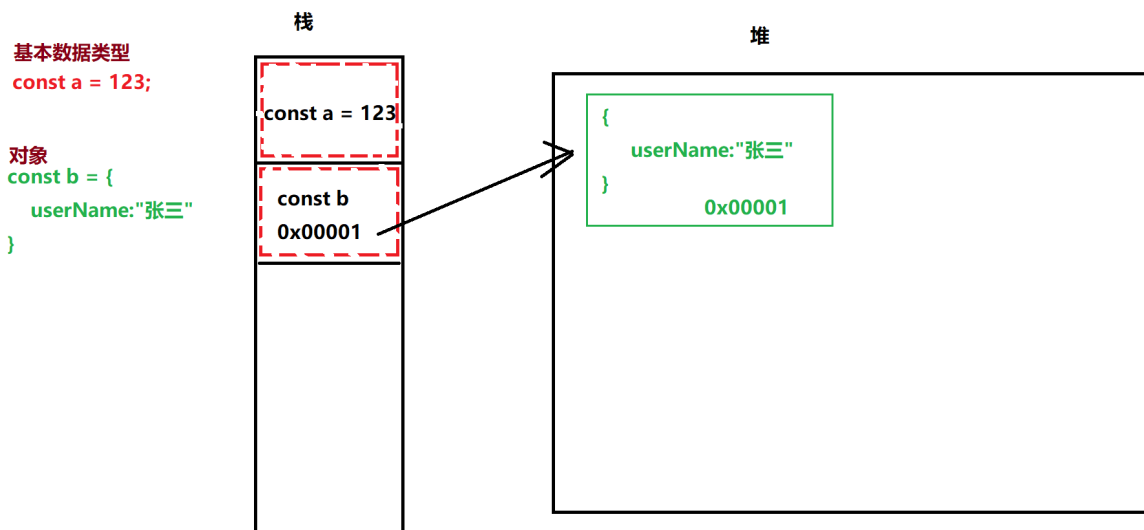 栈
堆
基本数据类型
const a = 123;
const a = 123
对象
const b = {
userName:"张三"
}
const b
0x00001
{
userName:"张三"
}
0x00001